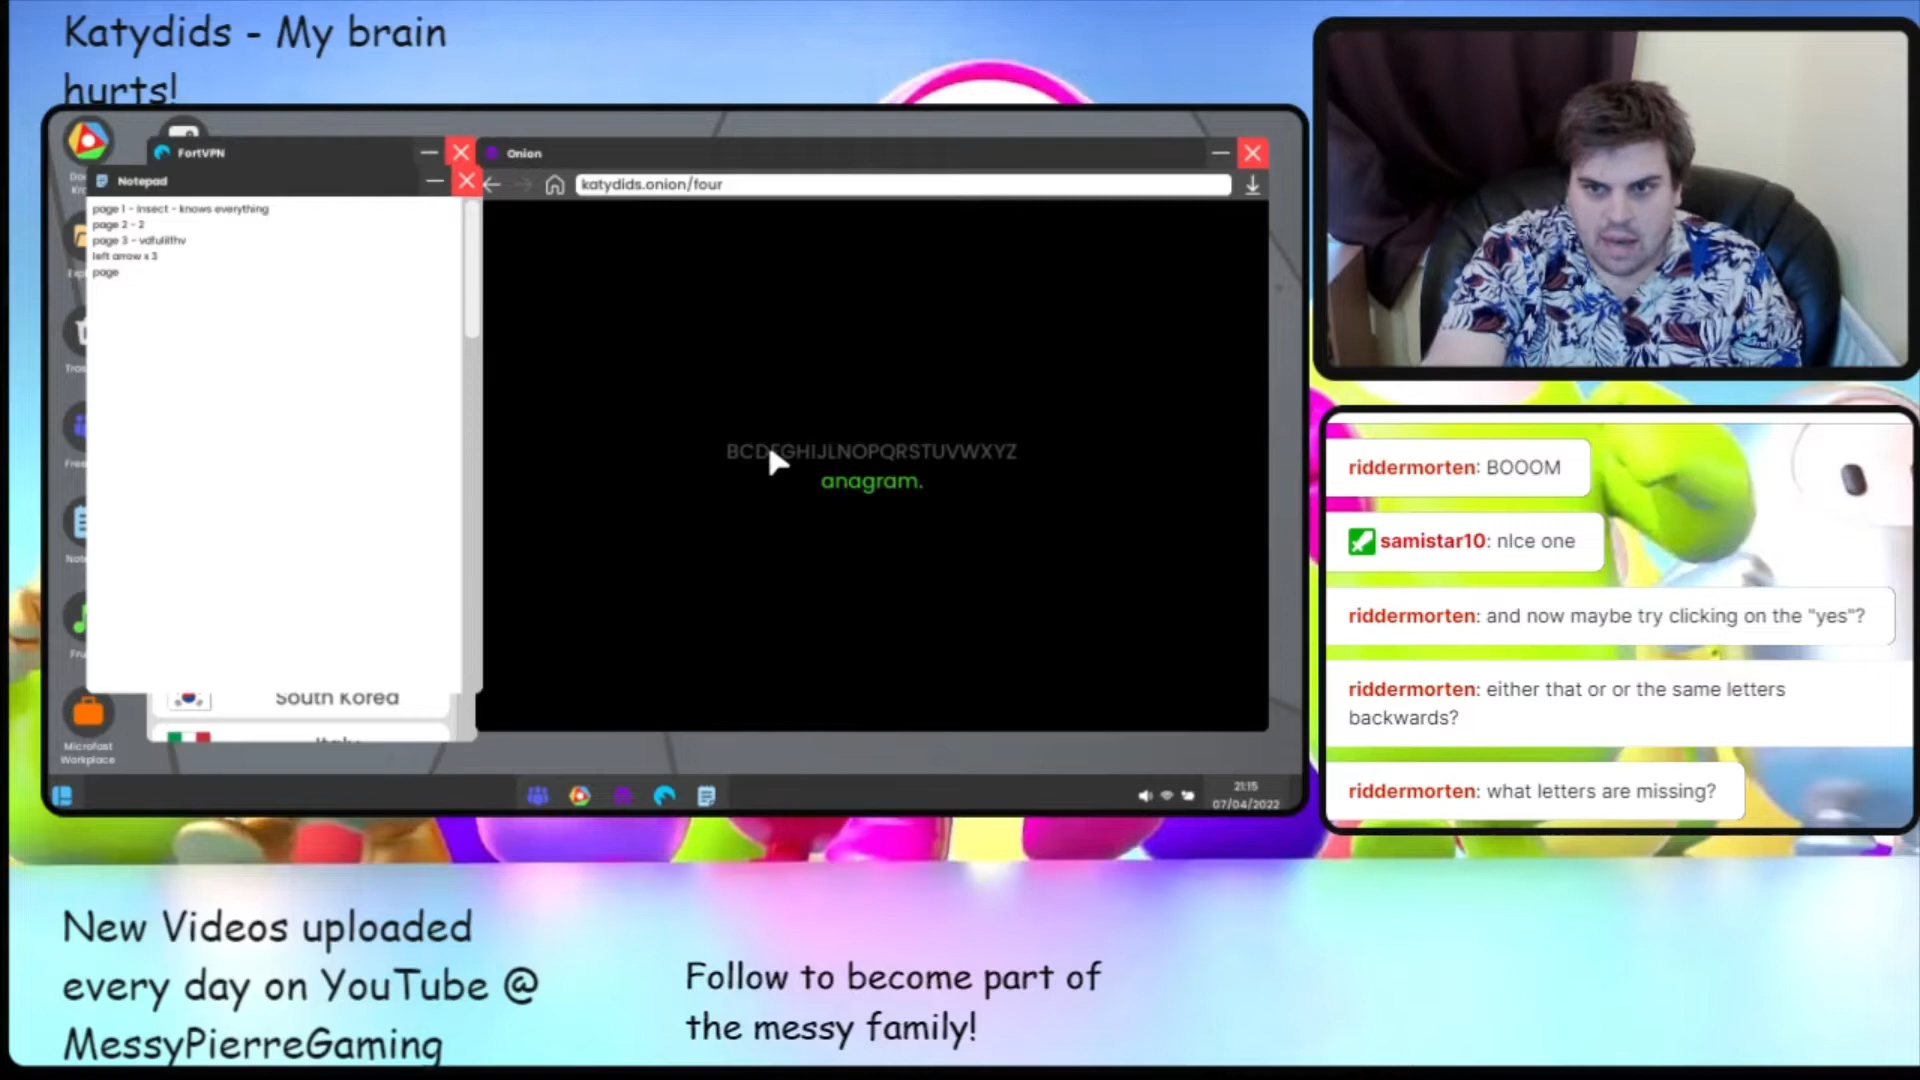 Katydids - My brain
hurts!
FortVPN
Onion
Notepad
katydids.onion/four
page 1 - insect - knows everything
page 2 - 2
page 3 - vdfulilthv
left arrow x 3
page
BCDFGHIJLNOPQRSTUVWXYZ
anagram.
South Korea
Italy
Microfast
Workplace
21:15
07/04/2022
riddermorten: BOOOM
samistar10: nIce one
riddermorten: and now maybe try clicking on the "yes"?
riddermorten: either that or or the same letters
backwards?
riddermorten: what letters are missing?
New Videos uploaded
every day on YouTube @
MessyPierreGaming
Follow to become part of
the messy family!